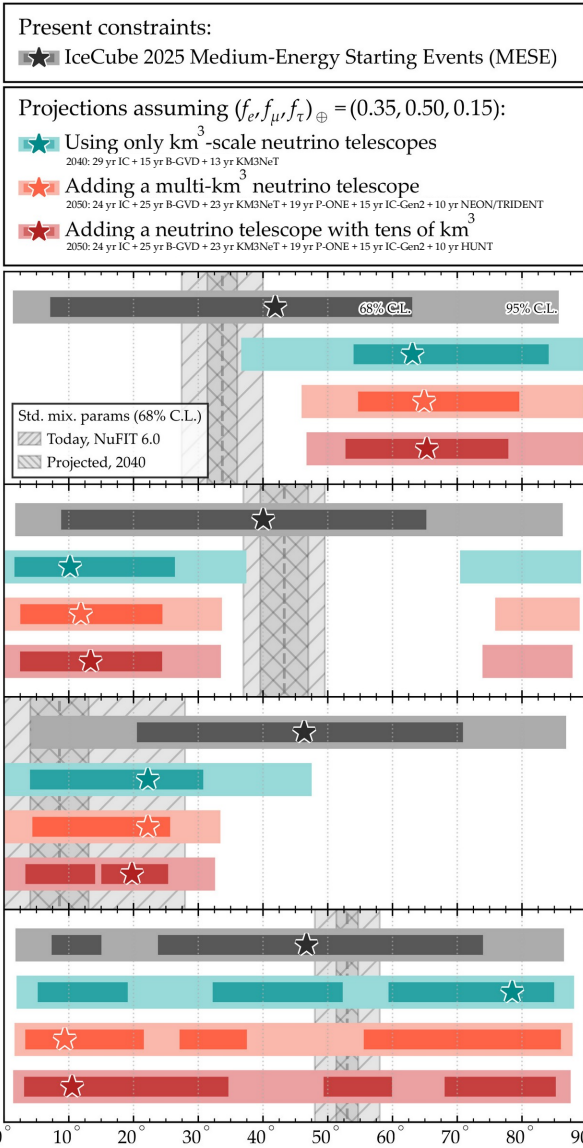 Present constraints:
IceCube 2025 Medium-Energy Starting Events (MESE)
Projections assuming (fₑ, f_μ, f_τ)_⊕ = (0.35, 0.50, 0.15):
Using only km³-scale neutrino telescopes
2040: 29 yr IC + 15 yr B-GVD + 13 yr KM3NeT
Adding a multi-km³ neutrino telescope
2050: 24 yr IC + 25 yr B-GVD + 23 yr KM3NeT + 19 yr P-ONE + 15 yr IC-Gen2 + 10 yr NEON/TRIDENT
Adding a neutrino telescope with tens of km³
2050: 24 yr IC + 25 yr B-GVD + 23 yr KM3NeT + 19 yr P-ONE + 15 yr IC-Gen2 + 10 yr HUNT
68% C.L. 95% C.L.
Std. mix. params (68% C.L.)
Today, NuFIT 6.0
Projected, 2040
10° 20° 30° 40° 50° 60° 70° 80°